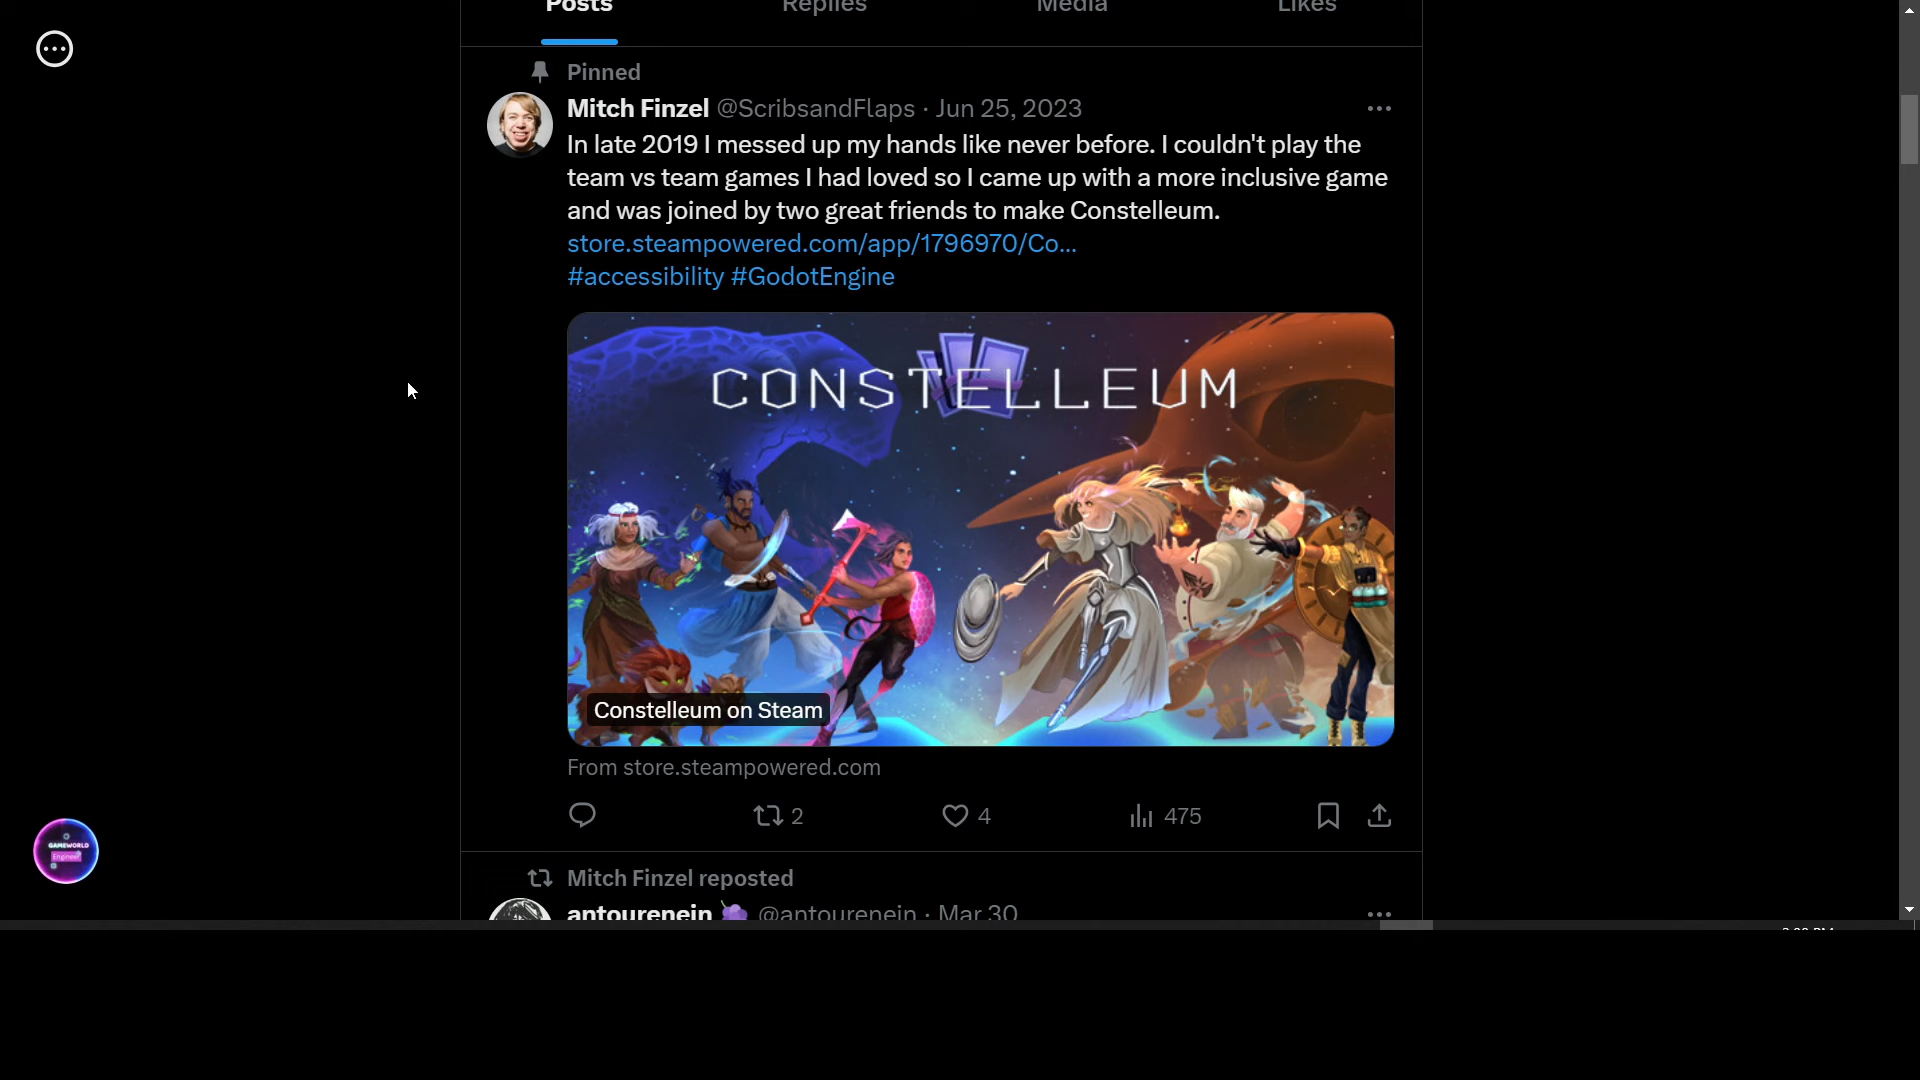 Posts Replies Media Likes
Pinned
Mitch Finzel @ScribsandFlaps · Jun 25, 2023
In late 2019 I messed up my hands like never before. I couldn't play the
team vs team games I had loved so I came up with a more inclusive game
and was joined by two great friends to make Constelleum.
store.steampowered.com/app/1796970/Co...
#accessibility #GodotEngine
CONSTELLEUM
Constelleum on Steam
From store.steampowered.com
2 4 475
GAMEWORLD
Engineer
Mitch Finzel reposted
antourenein @antourenein · Mar 30